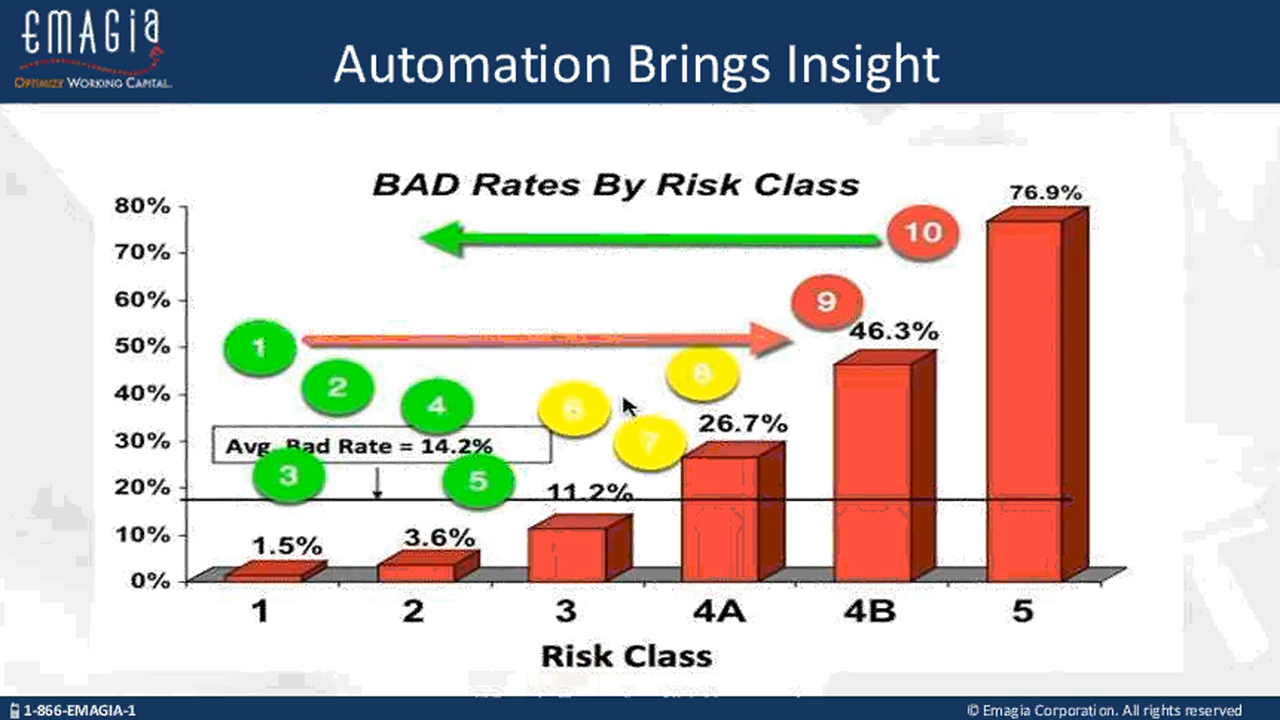 EMAGIA
OPTIMIZE WORKING CAPITAL.
Automation Brings Insight
BAD Rates By Risk Class
80%
70%
60%
50%
40%
30%
20%
10%
0%
76.9%
10
9
46.3%
1
2
4
6
8
7
26.7%
Avg. Bad Rate = 14.2%
3
5
11.2%
1.5%
3.6%
1
2
3
4A
4B
5
Risk Class
1-866-EMAGIA-1
© Emagia Corporation. All rights reserved